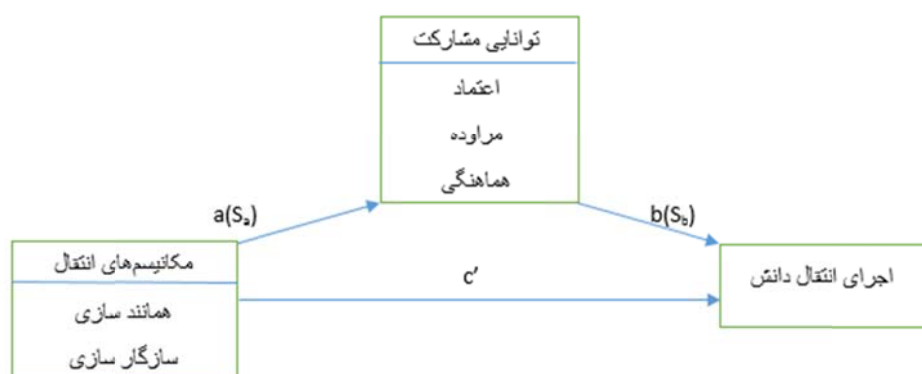 توانایی مشارکت
اعتماد
مراوده
هماهنگی
a(Sₐ)
b(S_b)
مکانیسم‌های انتقال
همانند سازی
سازگار سازی
c′
اجرای انتقال دانش